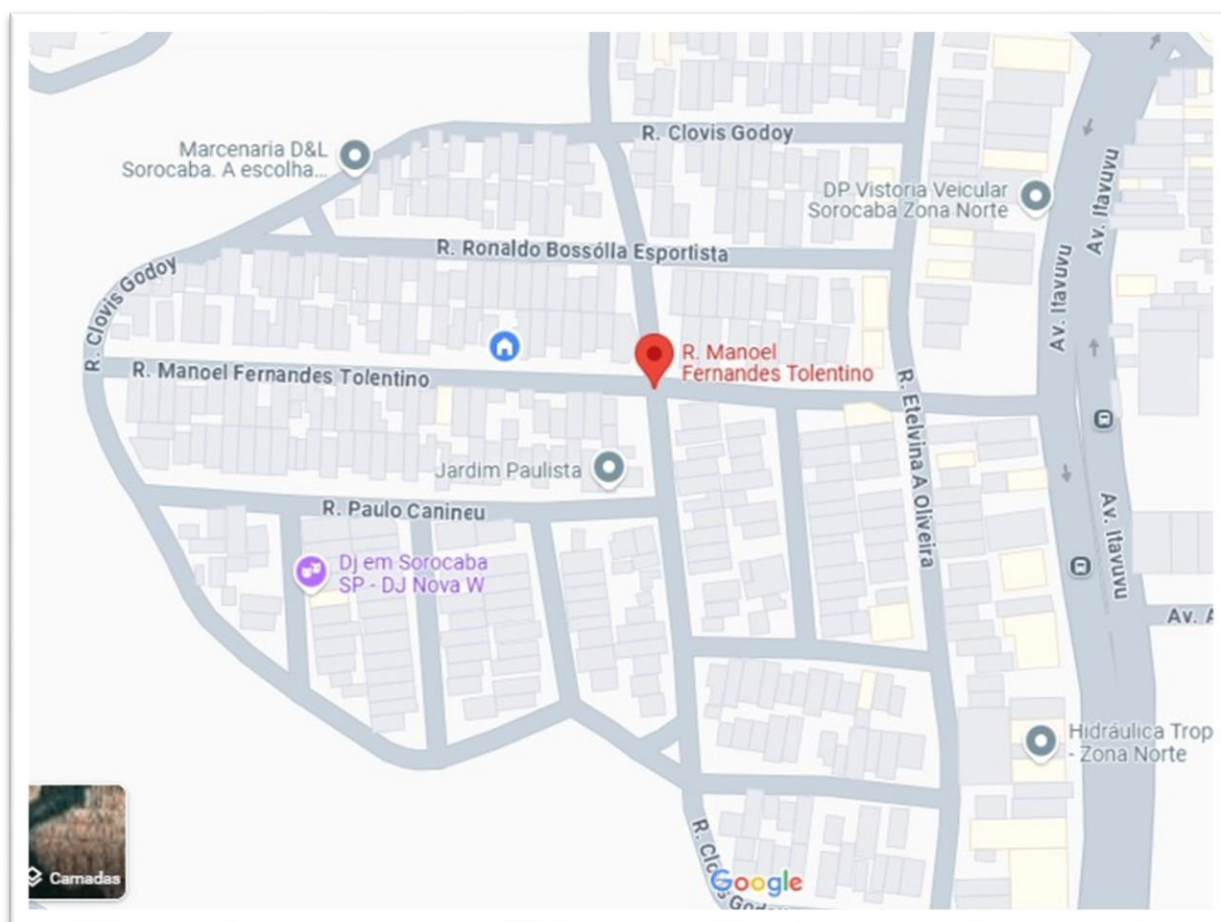 R. Clovis Godoy
Marcenaria D&L
Sorocaba. A escolha...
DP Vistoria Veicular
Sorocaba Zona Norte
Av. Itavuvu
Av. Itavuvu
R. Ronaldo Bossólla Esportista
R. Clovis Godoy
R. Manoel
Fernandes Tolentino
R. Manoel Fernandes Tolentino
R. Etelvina A Oliveira
Jardim Paulista
R. Paulo Canineu
Av. Itavuvu
Dj em Sorocaba
SP - DJ Nova W
Av. A
Hidráulica Trop
- Zona Norte
R. Clovis Godoy
Camadas
Google